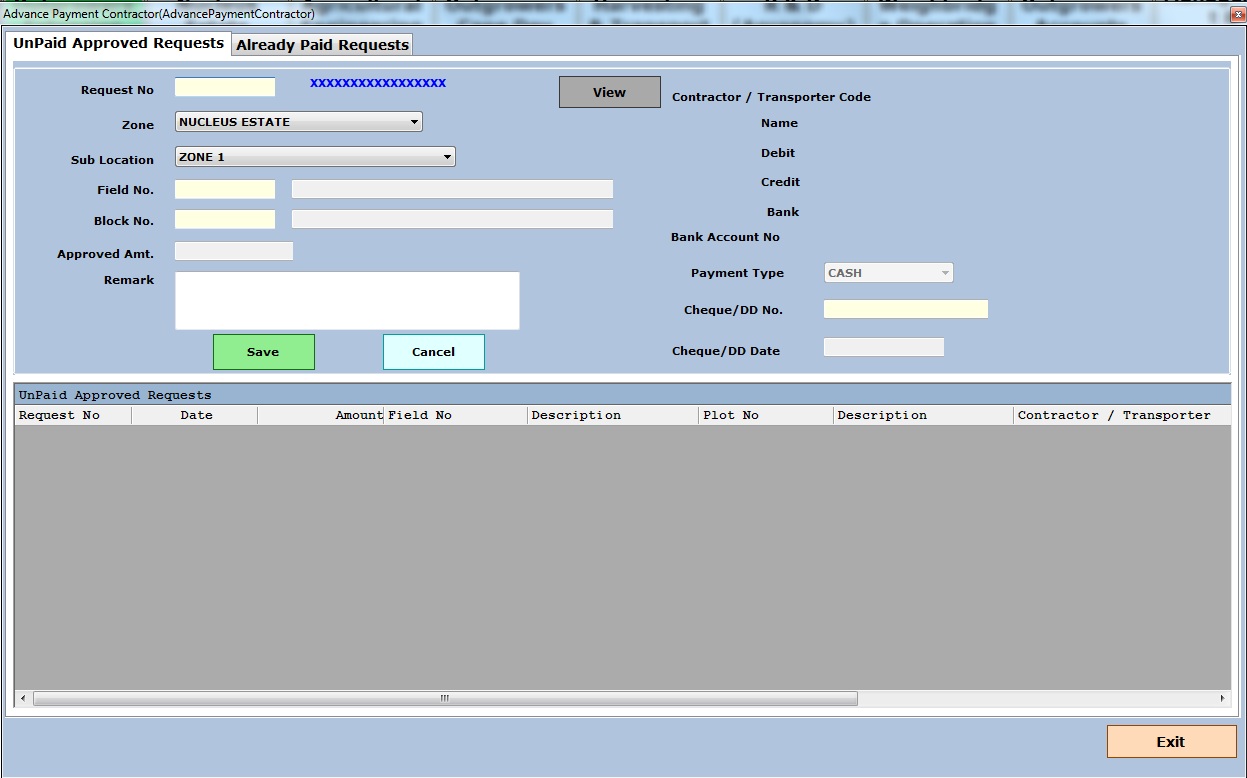 Advance Payment Contractor(AdvancePaymentContractor)
UnPaid Approved Requests Already Paid Requests
Request No XXXXXXXXXXXXXXXXX View Contractor / Transporter Code
Zone NUCLEUS ESTATE Name
Sub Location ZONE 1 Debit
Field No. Credit
Block No. Bank
Approved Amt. Bank Account No
Remark Payment Type CASH
Cheque/DD No.
Save Cancel Cheque/DD Date
UnPaid Approved Requests
Request No Date Amount Field No Description Plot No Description Contractor / Transporter
Exit